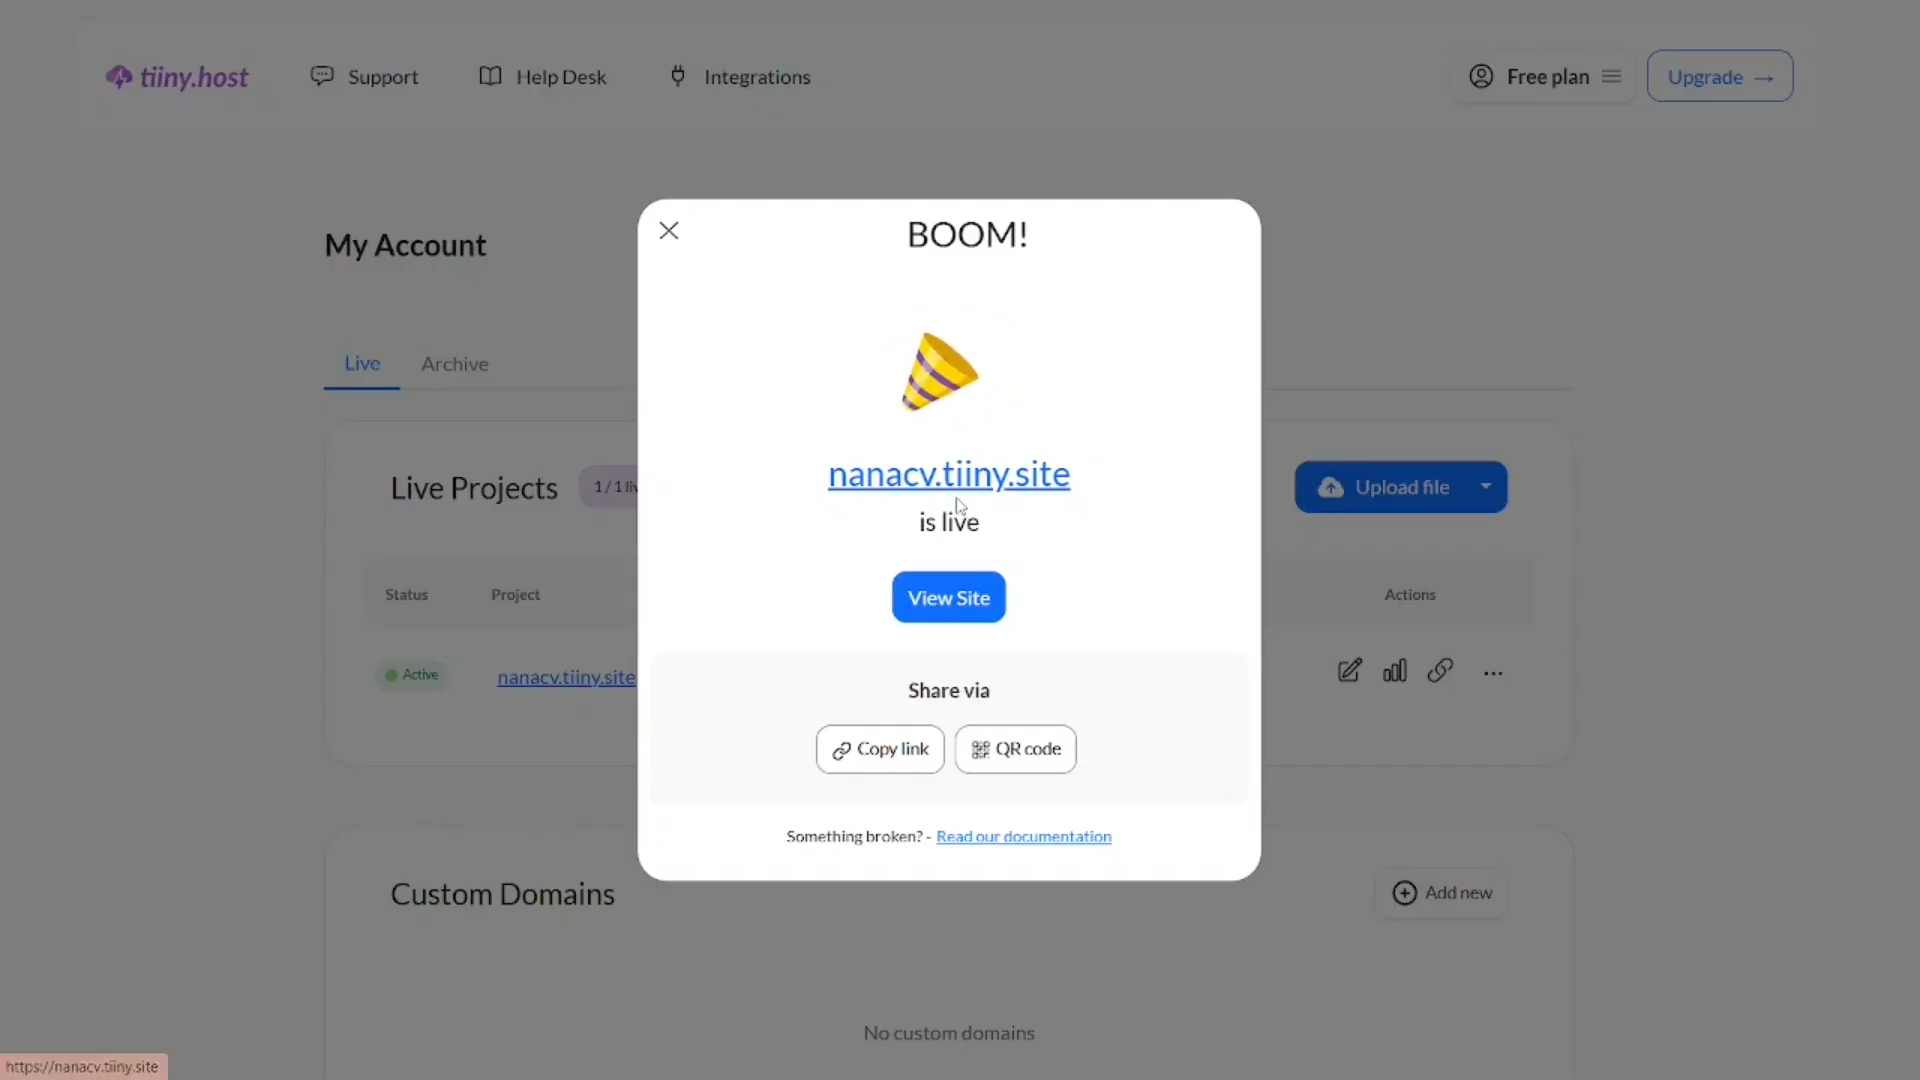 tiiny.host
Support
Help Desk
Integrations
Free plan
Upgrade →
My Account
Live
Archive
Live Projects
1/1
Upload file
Status
Project
Actions
Active
nanacv.tiiny.site
BOOM!
nanacv.tiiny.site
is live
View Site
Share via
Copy link
QR code
Something broken? - Read our documentation
Custom Domains
Add new
No custom domains
https://nanacv.tiiny.site